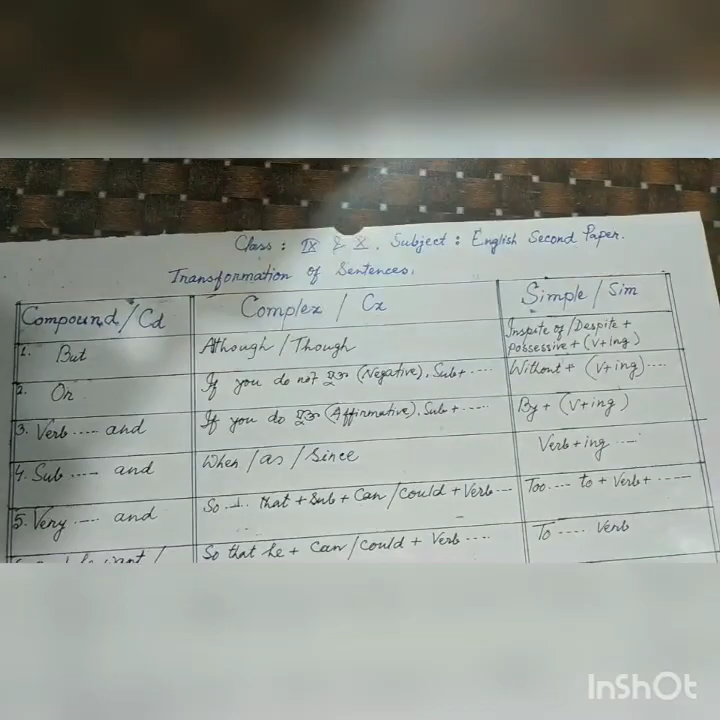 Class : IX & X. Subject : English Second Paper.
Transformation of Sentences.
Compound/Cd Complex / Cx Simple / Sim
1. But Athough / Though Inspite of / Despite +
possessive + (v+ing)
2. Or If you do not হয় (Negative), Sub + .... Without + (v+ing) ....
3. Verb .... and If you do হয় (Affirmative), Sub + .... By + (v+ing)
4. Sub .... and When / as / Since Verb + ing ....
5. Very .... and So ... that + sub + Can / could + Verb ... Too .... to + Verb + .....
So that he + Can / could + Verb .... To .... Verb
InShOt